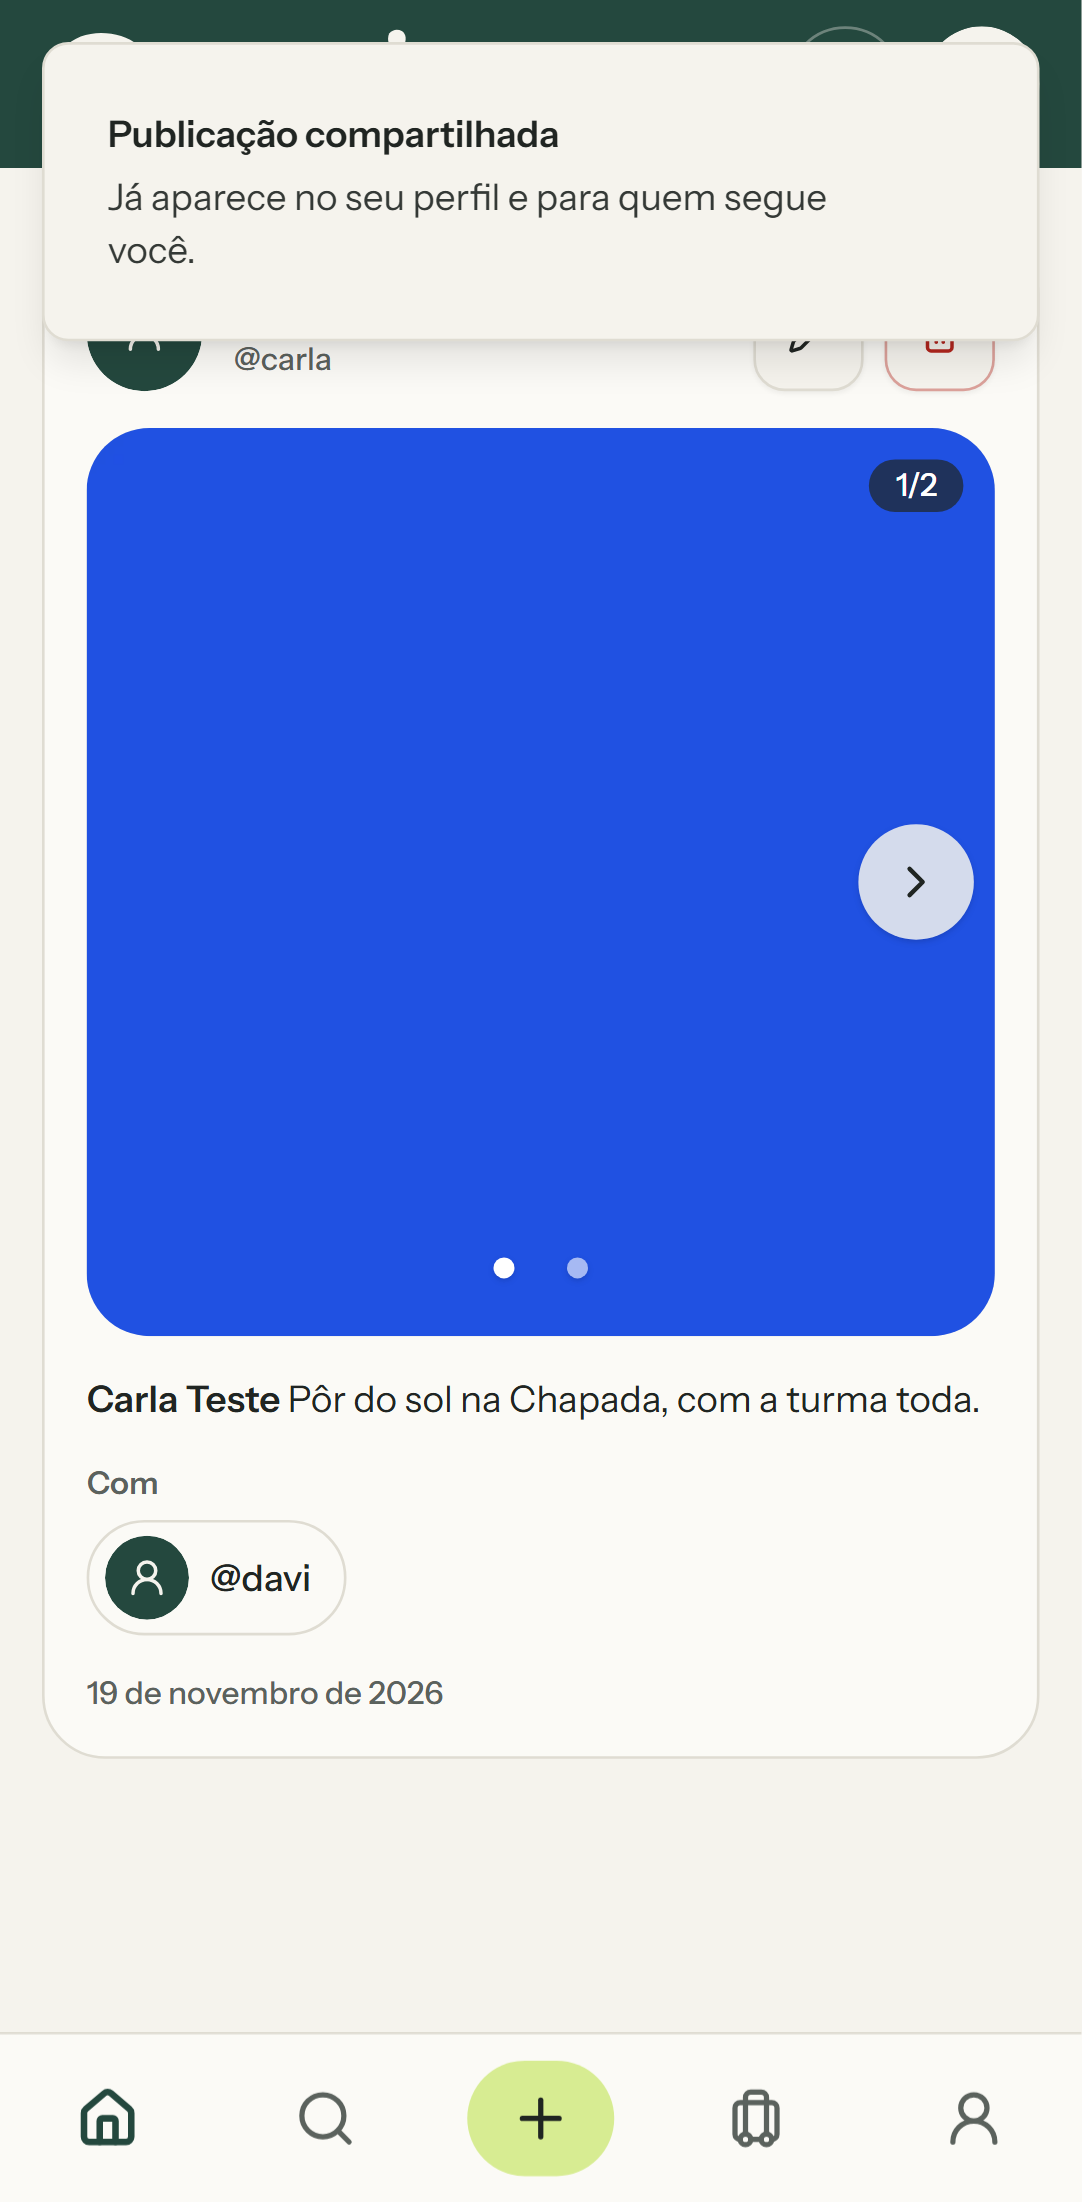 Publicação compartilhada
Já aparece no seu perfil e para quem segue
você.
@carla
1/2
Carla Teste Pôr do sol na Chapada, com a turma toda.
Com
@davi
19 de novembro de 2026